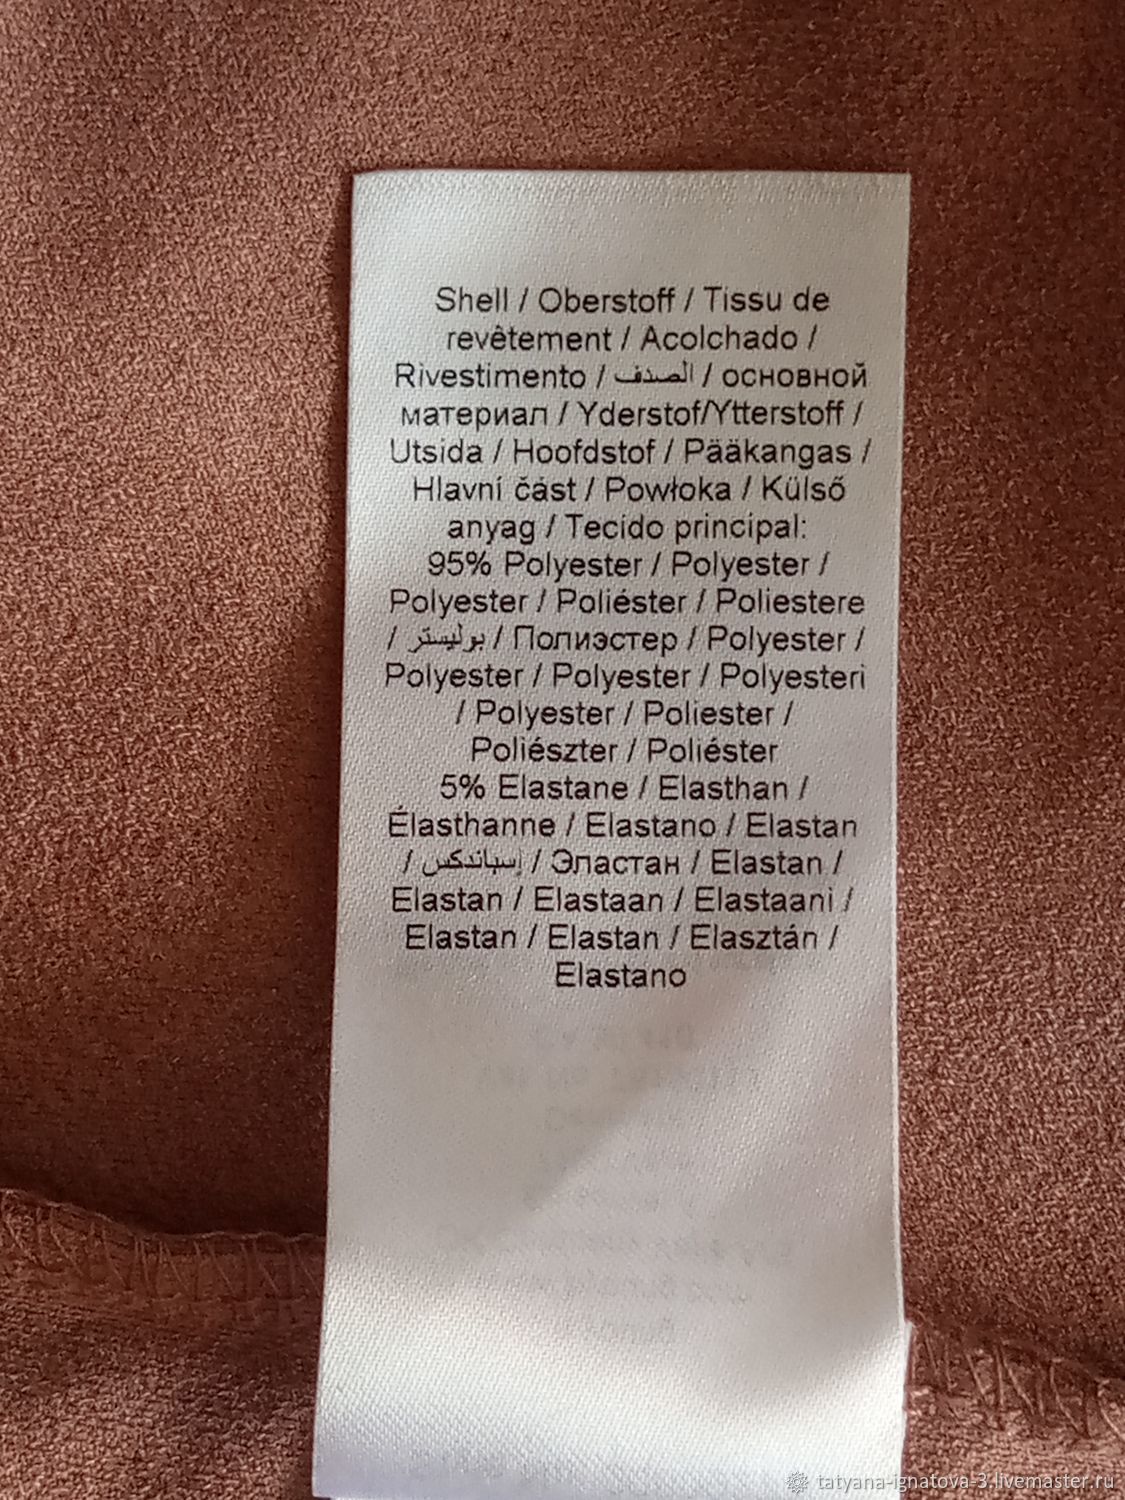 Shell / Oberstoff / Tissu de
revêtement / Acolchado /
Rivestimento / الصدف / основной
материал / Yderstof/Ytterstoff /
Utsida / Hoofdstof / Pääkangas /
Hlavní část / Powłoka / Külső
anyag / Tecido principal:
95% Polyester / Polyester /
Polyester / Poliéster / Poliestere
/ بوليستر / Полиэстер / Polyester /
Polyester / Polyester / Polyesteri
/ Polyester / Poliester /
Poliészter / Poliéster
5% Elastane / Elasthan /
Élasthanne / Elastano / Elastan
/ إسباندكس / Эластан / Elastan /
Elastan / Elastaan / Elastaani /
Elastan / Elastan / Elasztán /
Elastano
tatyana-ignatova-3.livemaster.ru